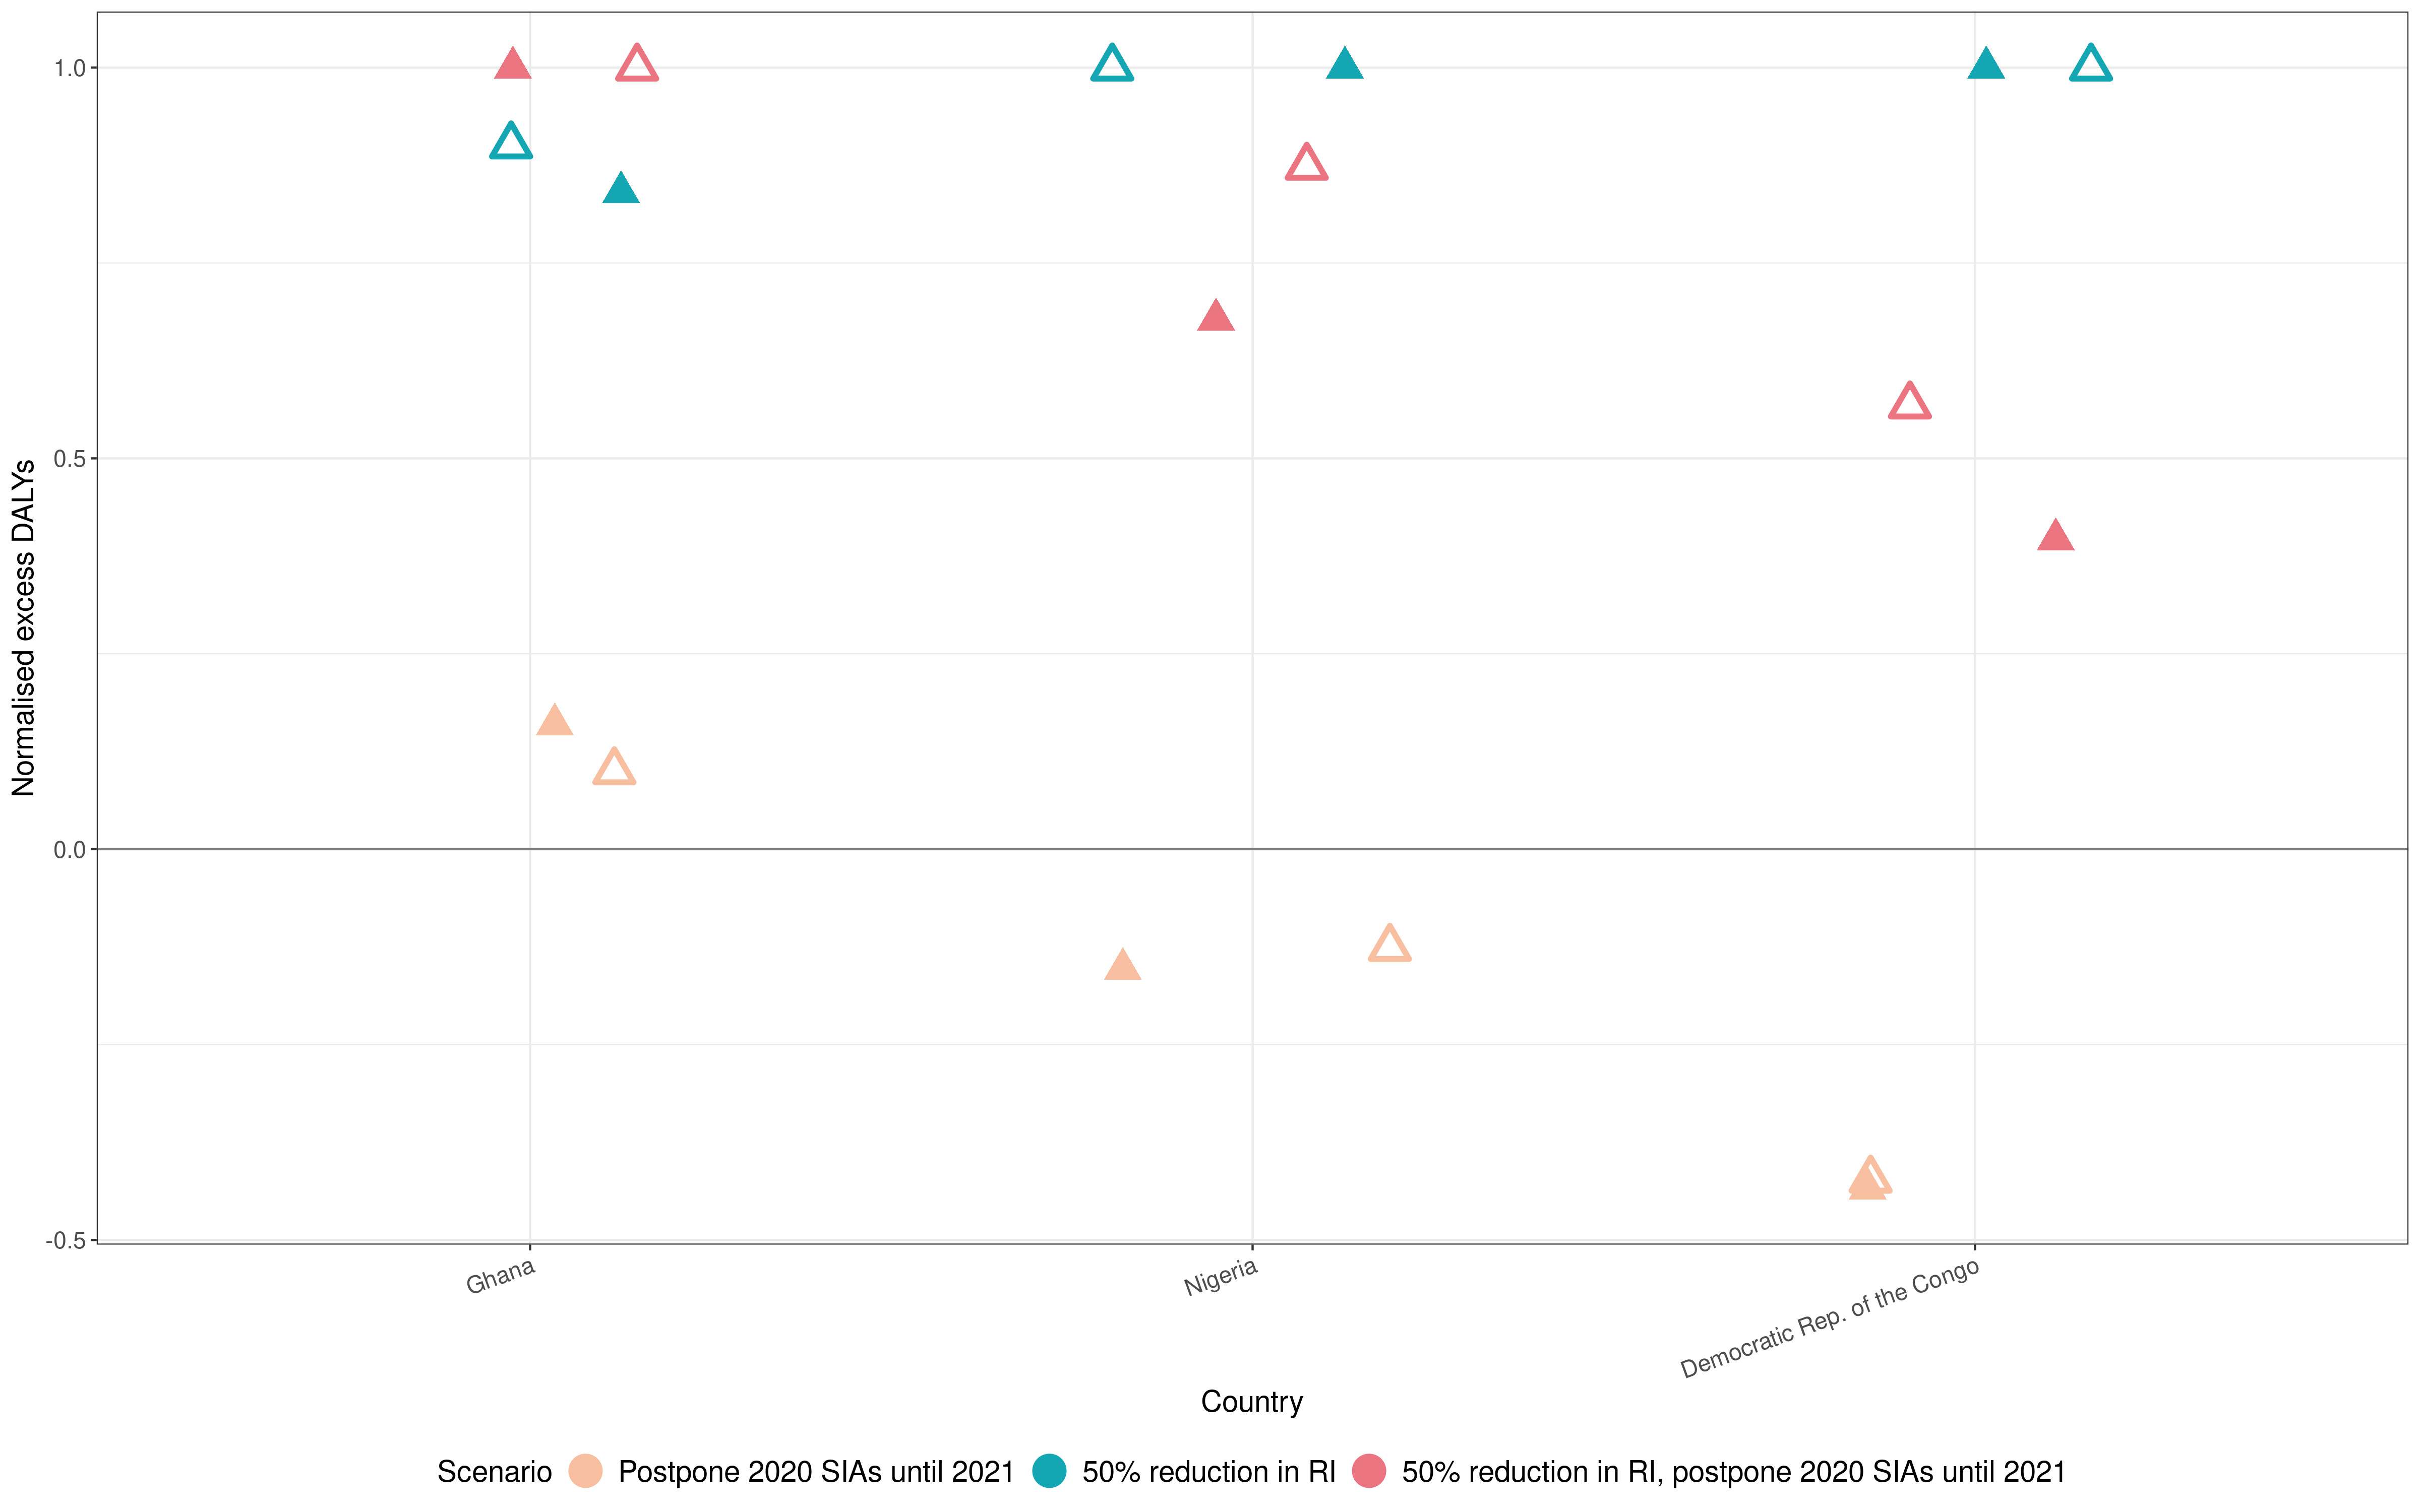 1.0
0.5
0.0
-0.5
Normalised excess DALYs
Ghana
Nigeria
Democratic Rep. of the Congo
Country
Scenario Postpone 2020 SIAs until 2021 50% reduction in RI 50% reduction in RI, postpone 2020 SIAs until 2021